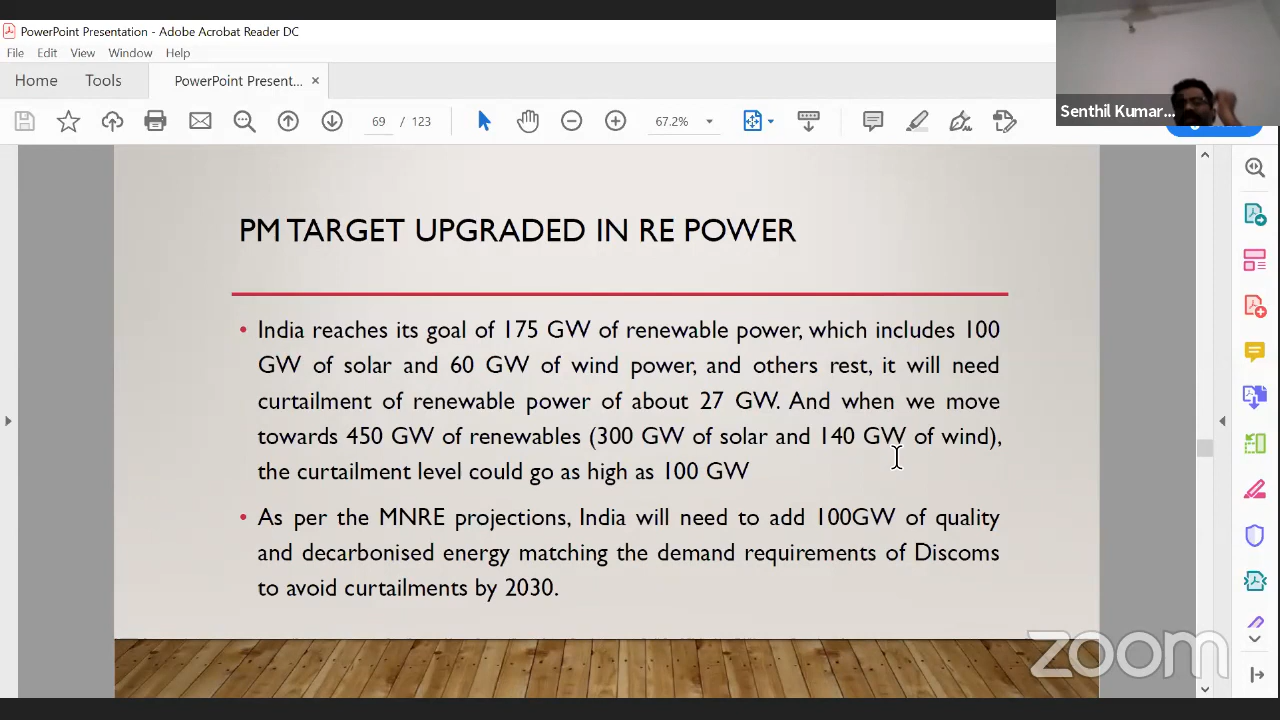 PowerPoint Presentation - Adobe Acrobat Reader DC
File Edit View Window Help
Home Tools PowerPoint Present... ×
69 / 123 67.2%
Senthil Kumar...
PM TARGET UPGRADED IN RE POWER
• India reaches its goal of 175 GW of renewable power, which includes 100
GW of solar and 60 GW of wind power, and others rest, it will need
curtailment of renewable power of about 27 GW. And when we move
towards 450 GW of renewables (300 GW of solar and 140 GW of wind),
the curtailment level could go as high as 100 GW
• As per the MNRE projections, India will need to add 100GW of quality
and decarbonised energy matching the demand requirements of Discoms
to avoid curtailments by 2030.
zoom